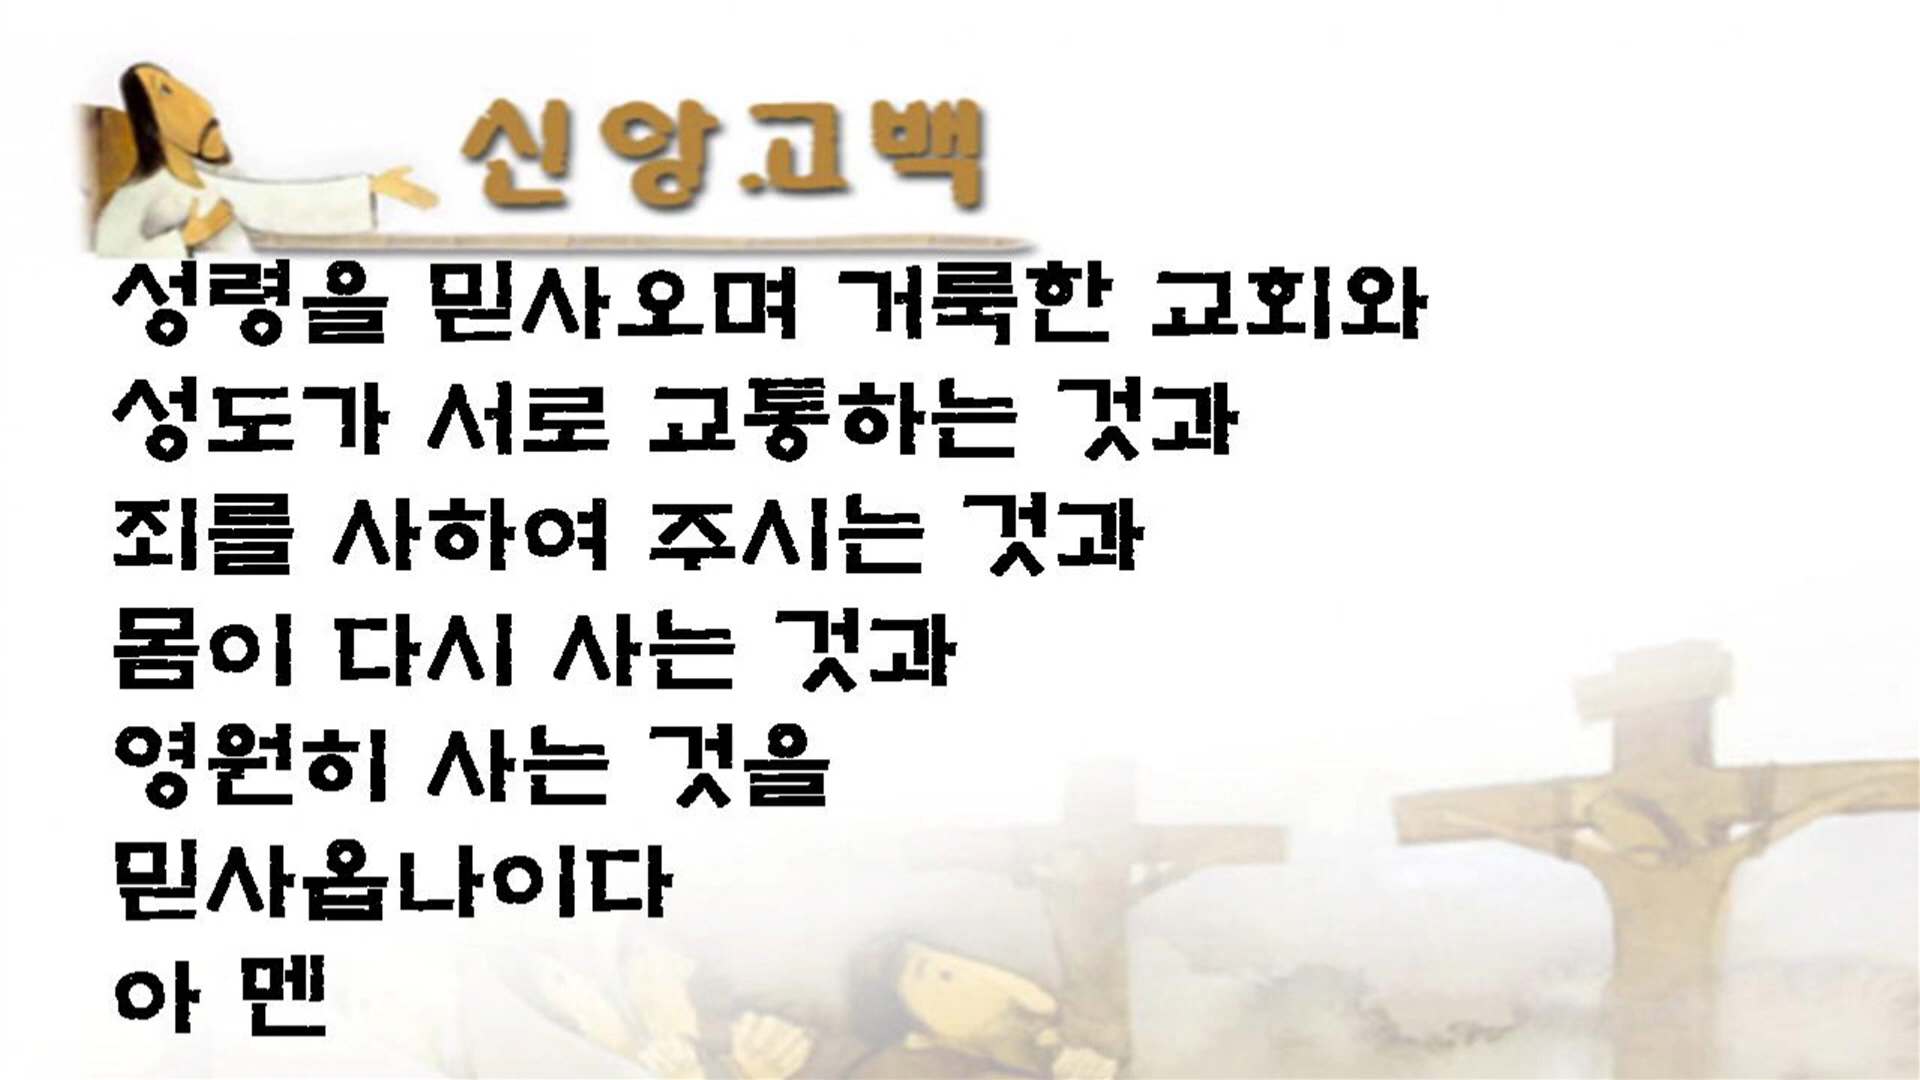 신앙고백
성령을 믿사오며 거룩한 교회와
성도가 서로 교통하는 것과
죄를 사하여 주시는 것과
몸이 다시 사는 것과
영원히 사는 것을
믿사옵나이다
아 멘